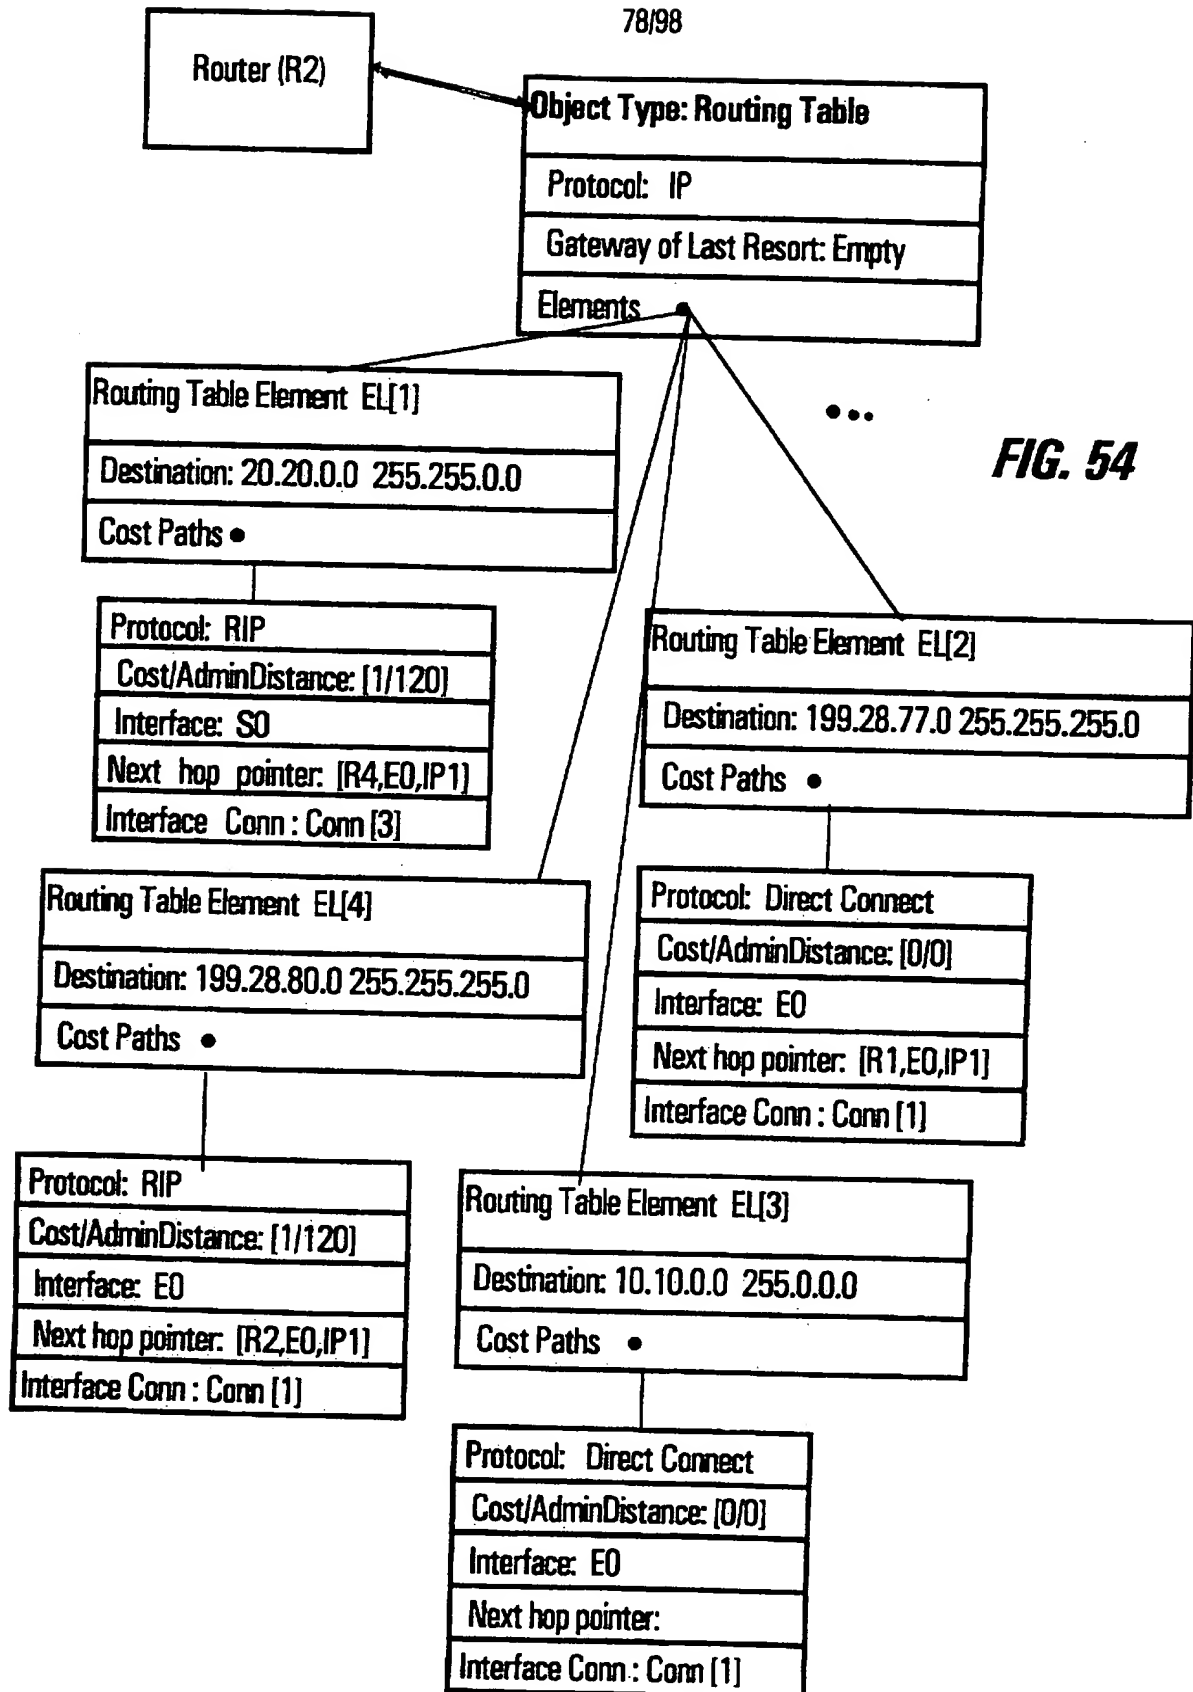 78/98
Router (R2)
Object Type: Routing Table
Protocol: IP
Gateway of Last Resort: Empty
Elements
Routing Table Element EL[1]
Destination: 20.20.0.0 255.255.0.0
Cost Paths
FIG. 54
Protocol: RIP
Cost/AdminDistance: [1/120]
Interface: S0
Next hop pointer: [R4,E0,IP1]
Interface Conn : Conn [3]
Routing Table Element EL[2]
Destination: 199.28.77.0 255.255.255.0
Cost Paths
Protocol: Direct Connect
Cost/AdminDistance: [0/0]
Interface: E0
Next hop pointer: [R1,E0,IP1]
Interface Conn : Conn [1]
Routing Table Element EL[4]
Destination: 199.28.80.0 255.255.255.0
Cost Paths
Protocol: RIP
Cost/AdminDistance: [1/120]
Interface: E0
Next hop pointer: [R2,E0,IP1]
Interface Conn : Conn [1]
Routing Table Element EL[3]
Destination: 10.10.0.0 255.0.0.0
Cost Paths
Protocol: Direct Connect
Cost/AdminDistance: [0/0]
Interface: E0
Next hop pointer:
Interface Conn : Conn [1]